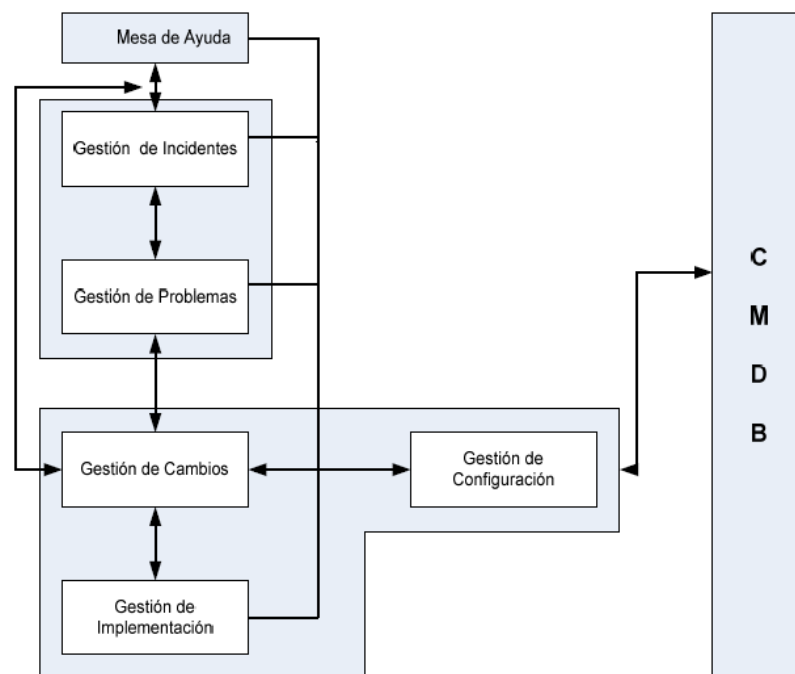 Mesa de Ayuda
Gestión de Incidentes
Gestión de Problemas
Gestión de Cambios
Gestión de
Configuración
Gestión de
Implementación
C
M
D
B